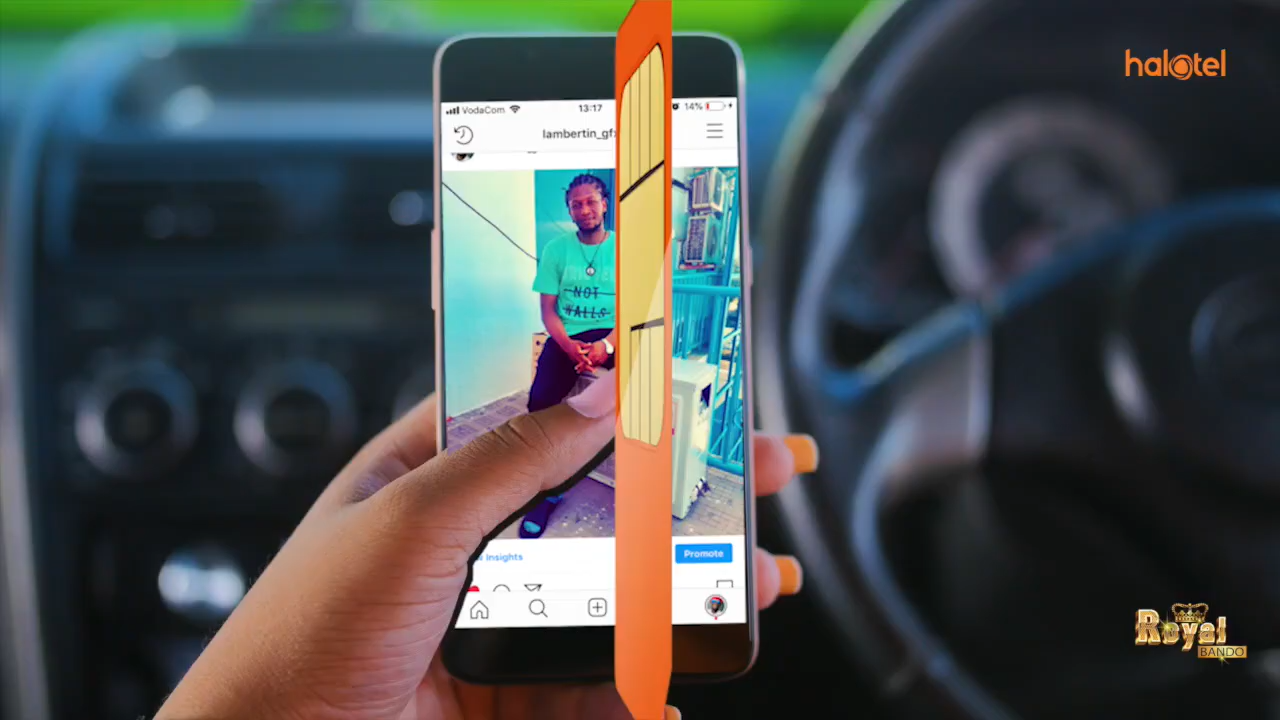 halotel
VodaCom 13:17 14%
lambertin_gf
NOT
WALLS
Insights
Promote
Royal
BANDO